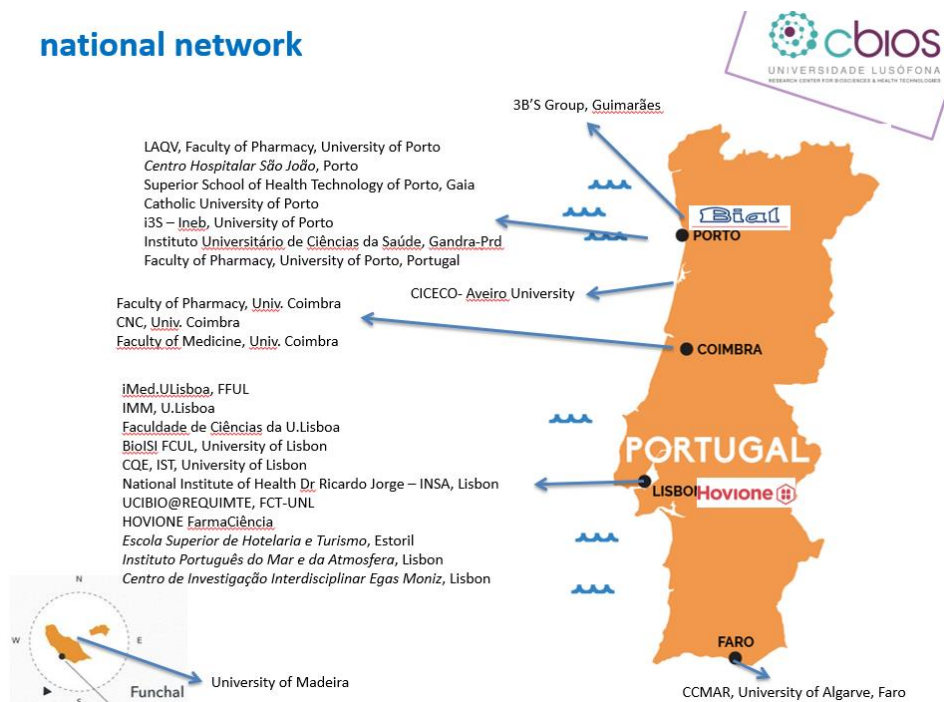 national network
cbios
UNIVERSIDADE LUSÓFONA
RESEARCH CENTER FOR BIOSCIENCES & HEALTH TECHNOLOGIES
3B'S Group, Guimarães
LAQV, Faculty of Pharmacy, University of Porto
Centro Hospitalar São João, Porto
Superior School of Health Technology of Porto, Gaia
Catholic University of Porto
i3S – Ineb, University of Porto
Instituto Universitário de Ciências da Saúde, Gandra-Prd
Faculty of Pharmacy, University of Porto, Portugal
Bial
PORTO
CICECO- Aveiro University
Faculty of Pharmacy, Univ. Coimbra
CNC, Univ. Coimbra
Faculty of Medicine, Univ. Coimbra
COIMBRA
iMed.ULisboa, FFUL
IMM, U.Lisboa
Faculdade de Ciências da U.Lisboa
BioISI FCUL, University of Lisbon
CQE, IST, University of Lisbon
National Institute of Health Dr Ricardo Jorge – INSA, Lisbon
UCIBIO@REQUIMTE, FCT-UNL
HOVIONE FarmaCiência
Escola Superior de Hotelaria e Turismo, Estoril
Instituto Português do Mar e da Atmosfera, Lisbon
Centro de Investigação Interdisciplinar Egas Moniz, Lisbon
PORTUGAL
LISBO
Hovione
N
W
E
S
Funchal
University of Madeira
FARO
CCMAR, University of Algarve, Faro